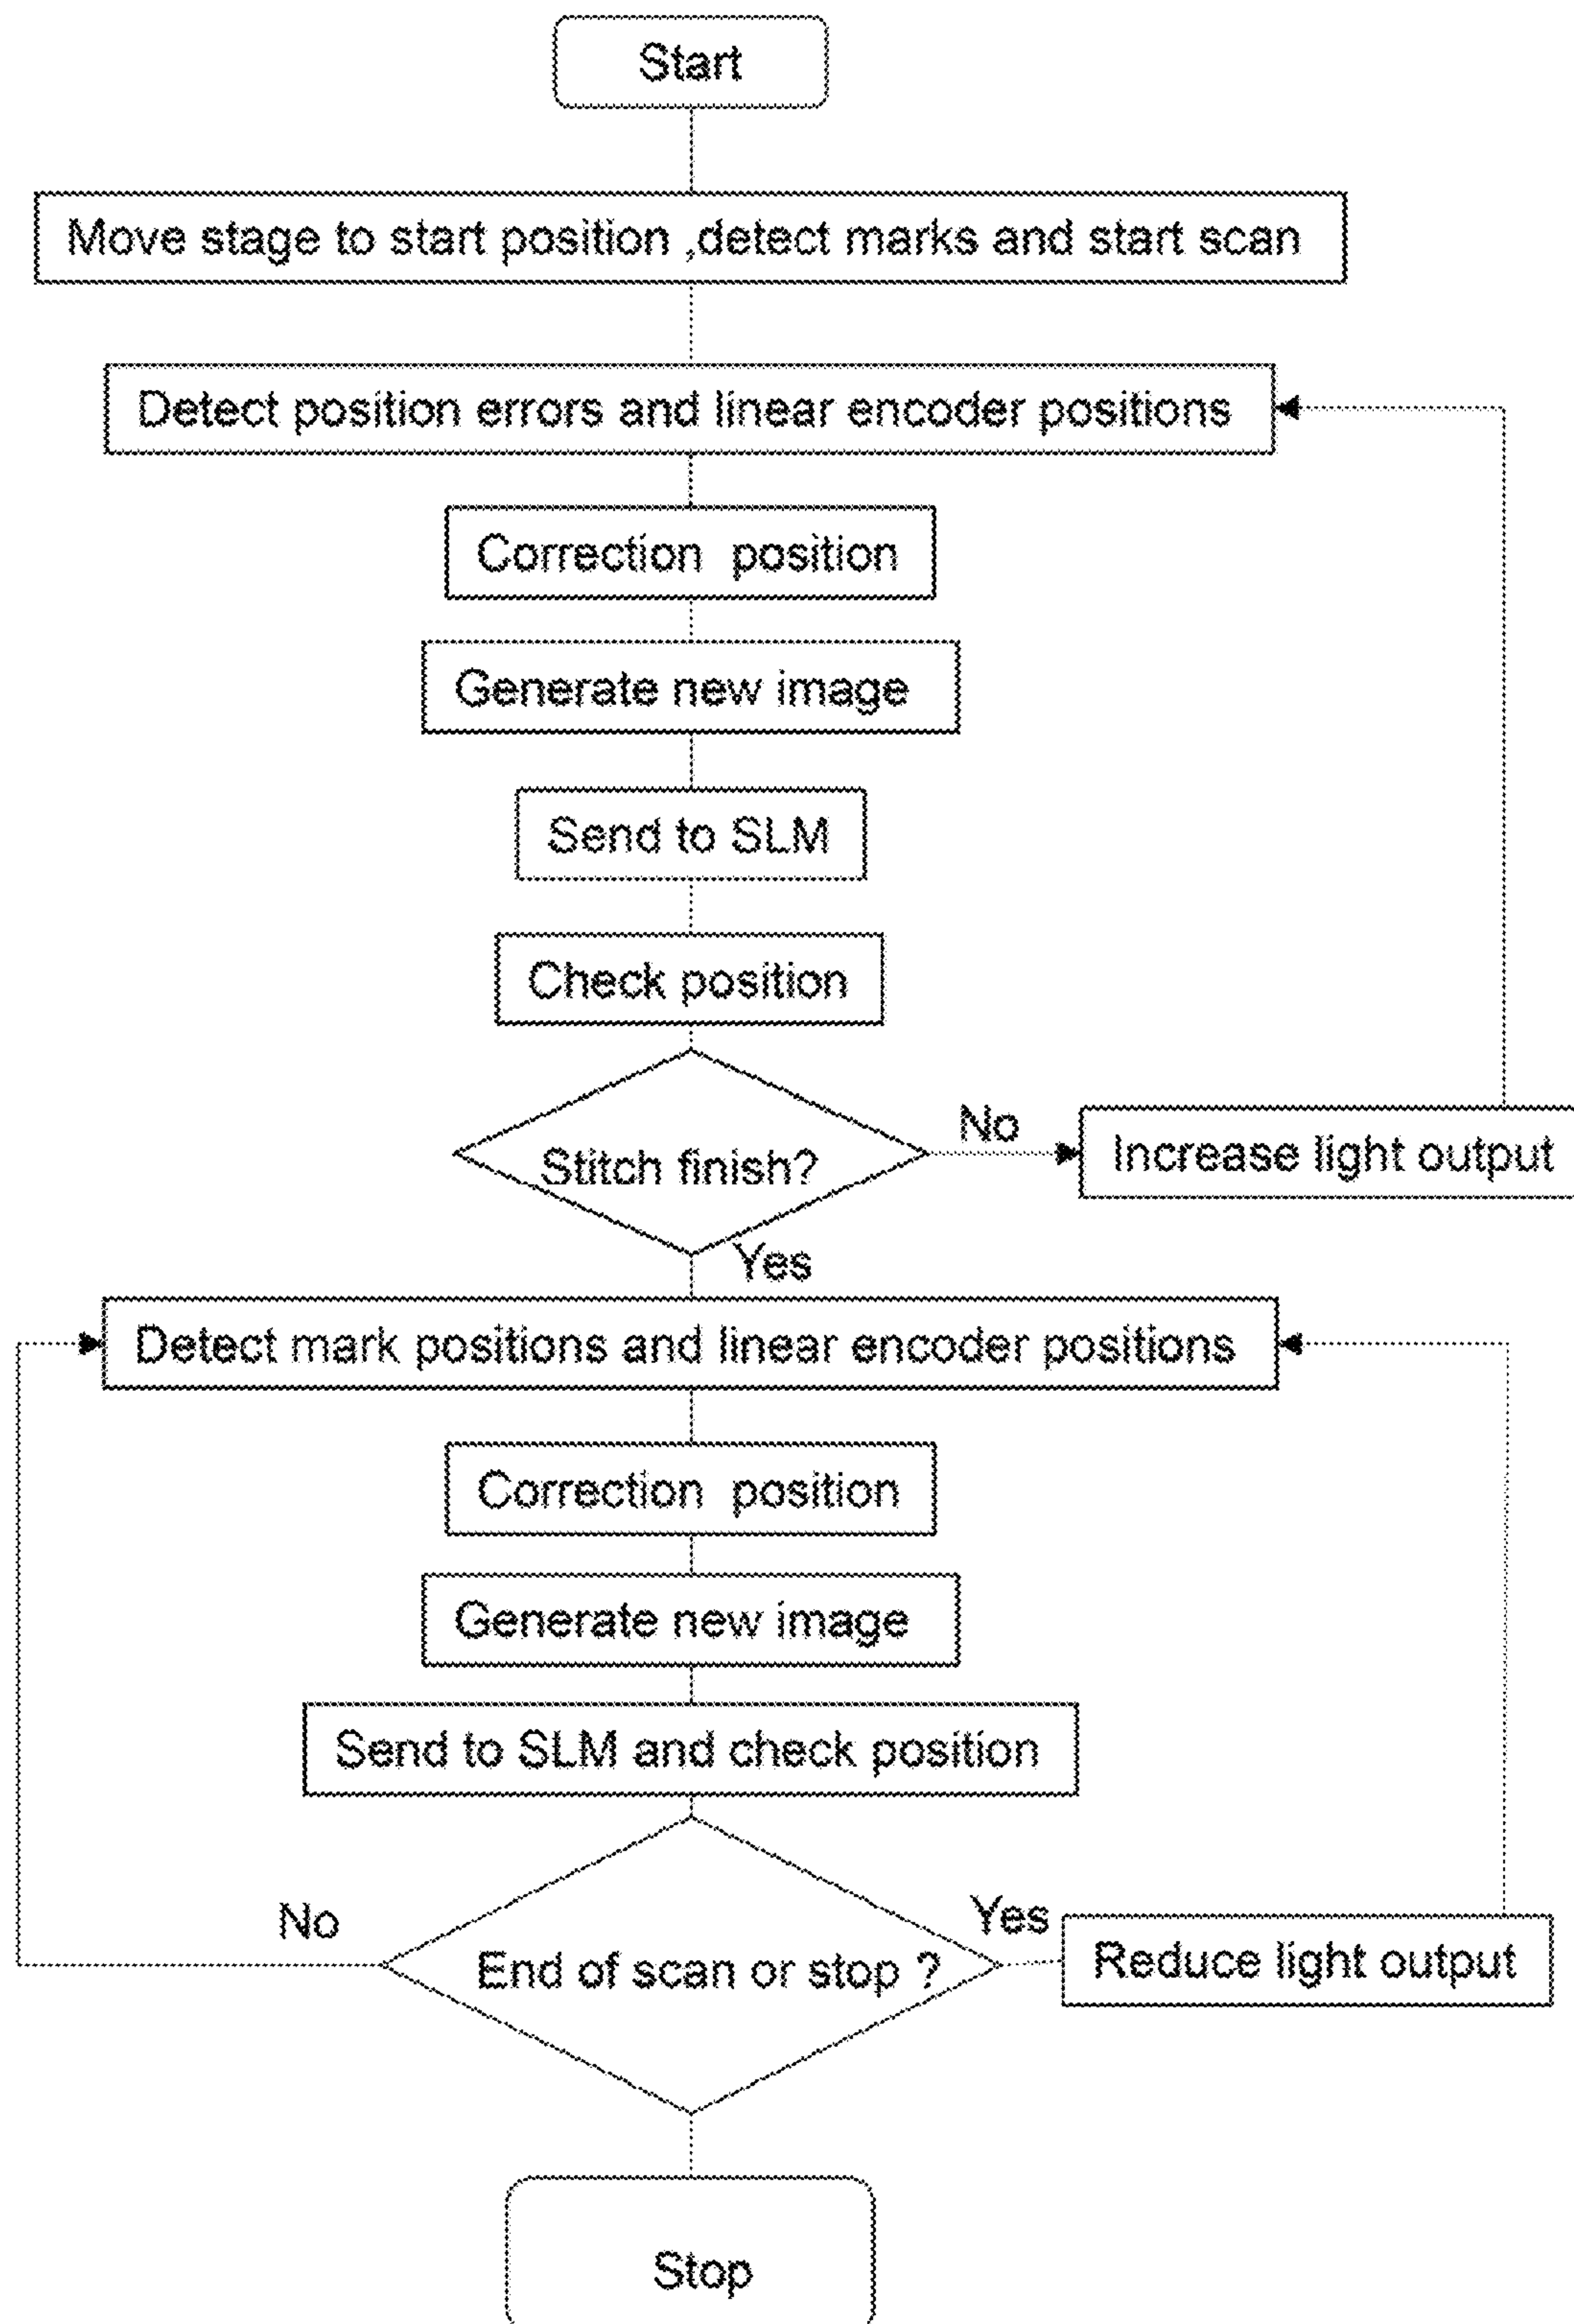 Start
Move stage to start position ,detect marks and start scan
Detect position errors and linear encoder positions
Correction position
Generate new image
Send to SLM
Check position
Stitch finish?
No
Increase light output
Yes
Detect mark positions and linear encoder positions
Correction position
Generate new image
Send to SLM and check position
No
End of scan or stop ?
Yes
Reduce light output
Stop